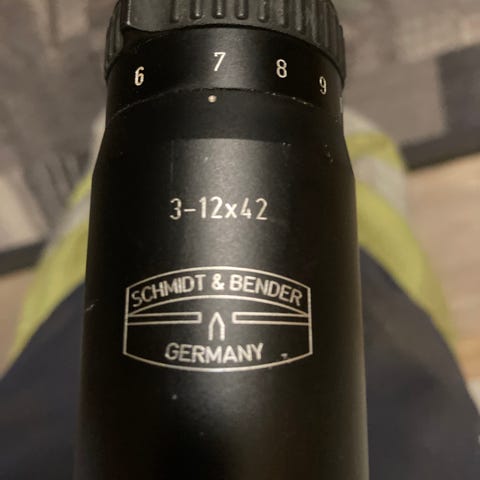 6 7 8 9
3-12x42
SCHMIDT & BENDER
GERMANY